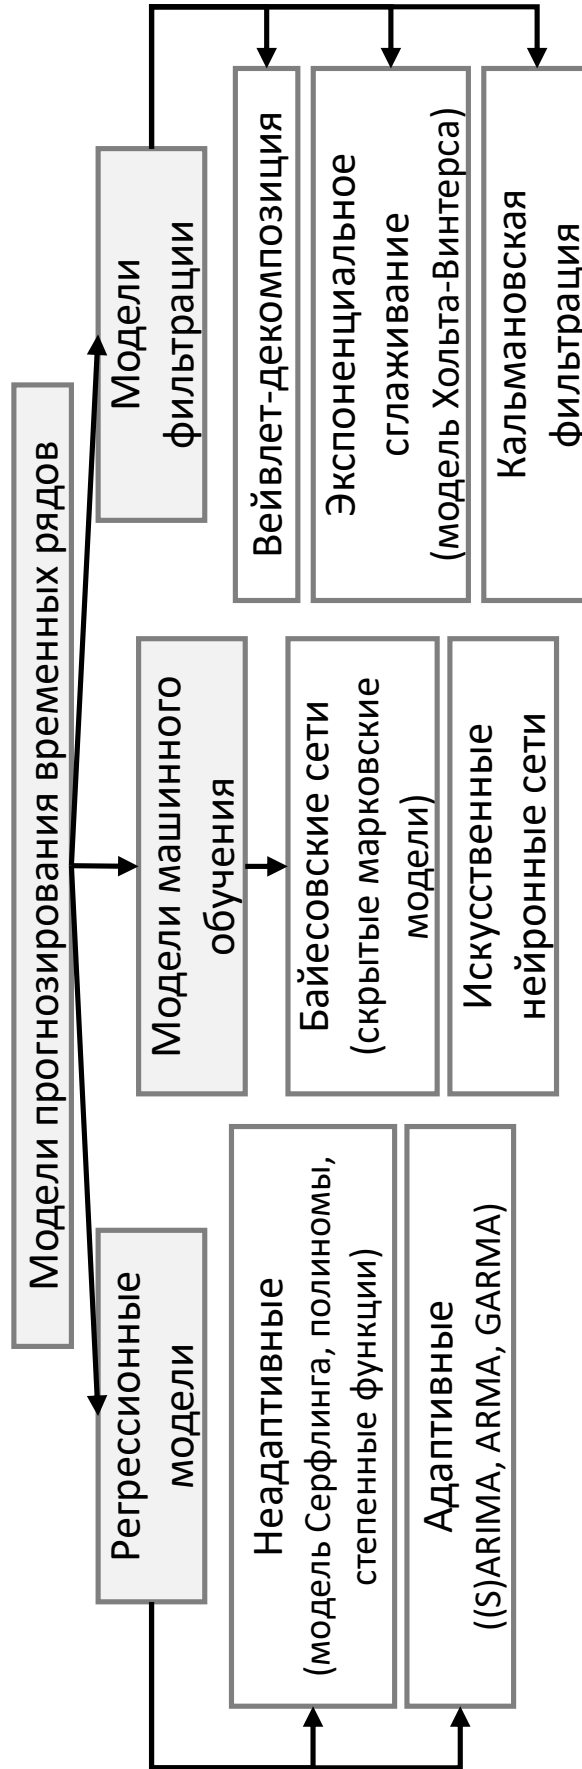 Модели прогнозирования временных рядов
Регрессионные
модели
Неадаптивные
(модель Серфлинга, полиномы,
степенные функции)
Адаптивные
((S)ARIMA, ARMA, GARMA)
Модели машинного
обучения
Байесовские сети
(скрытые марковские
модели)
Искусственные
нейронные сети
Модели
фильтрации
Вейвлет-декомпозиция
Экспоненциальное
сглаживание
(модель Хольта-Винтерса)
Кальмановская
фильтрация